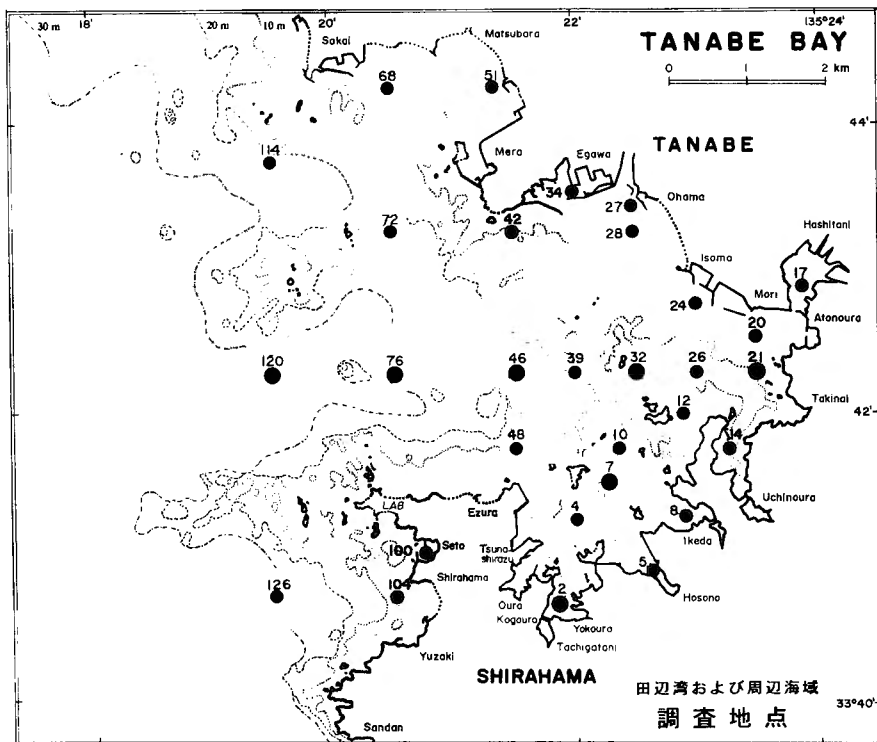 18'
20'
22'
135°24'
30 m
20 m
10 m
TANABE BAY
0 1 2 km
Sakai
Matsubara
68
51
44'
TANABE
114
Mera
Egawa
34
27
Ohama
72
42
28
Hashitani
17
Isoma
24
Mori
Atonoura
20
120
76
46
39
32
26
21
Takinai
12
42'
48
10
14
7
LAB
Ezura
4
8
Uchinoura
Ikeda
100
Seto
Tsuna-
shirazu
5
Shirahama
Hosono
126
104
Oura
2
Kogaura
Yokoura
Tachigatani
Yuzaki
SHIRAHAMA
田辺湾および周辺海域
33°40'
調査地点
Sandan